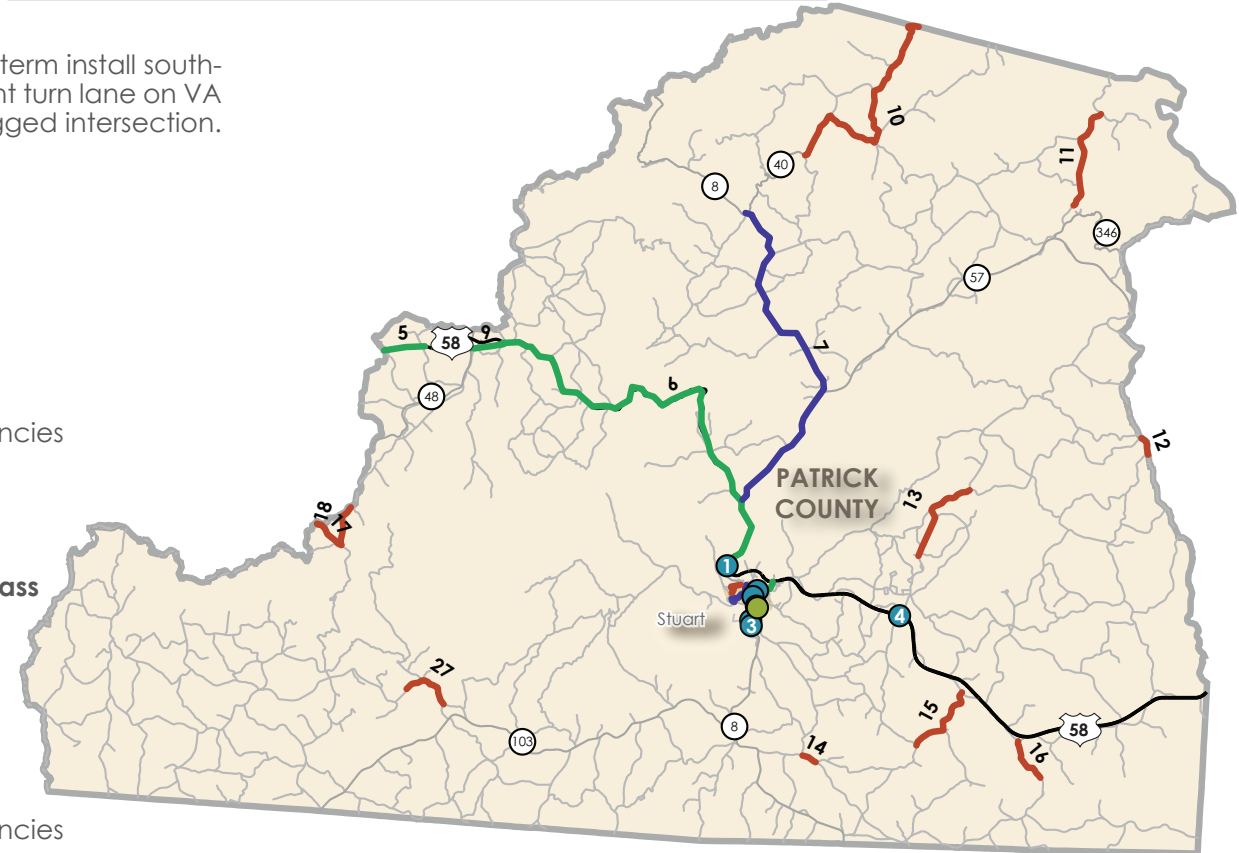 term install south-
nt turn lane on VA
gged intersection.
ncies
ass
ncies
10
11
40
8
346
57
5
58
9
7
6
48
12
PATRICK
COUNTY
13
18
17
1
Stuart
3
4
27
15
8
103
58
14
16